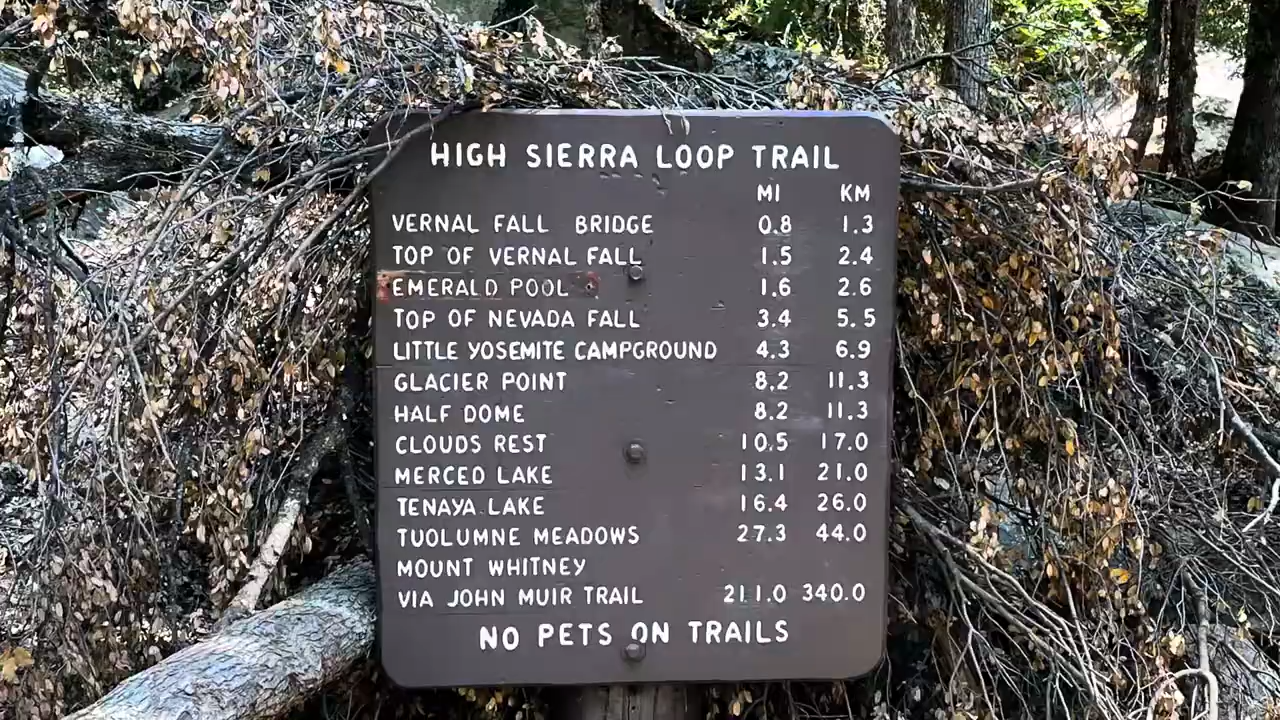 HIGH SIERRA LOOP TRAIL
MI KM
VERNAL FALL BRIDGE 0.8 1.3
TOP OF VERNAL FALL 1.5 2.4
EMERALD POOL 1.6 2.6
TOP OF NEVADA FALL 3.4 5.5
LITTLE YOSEMITE CAMPGROUND 4.3 6.9
GLACIER POINT 8.2 11.3
HALF DOME 8.2 11.3
CLOUDS REST 10.5 17.0
MERCED LAKE 13.1 21.0
TENAYA LAKE 16.4 26.0
TUOLUMNE MEADOWS 27.3 44.0
MOUNT WHITNEY
VIA JOHN MUIR TRAIL 211.0 340.0
NO PETS ON TRAILS